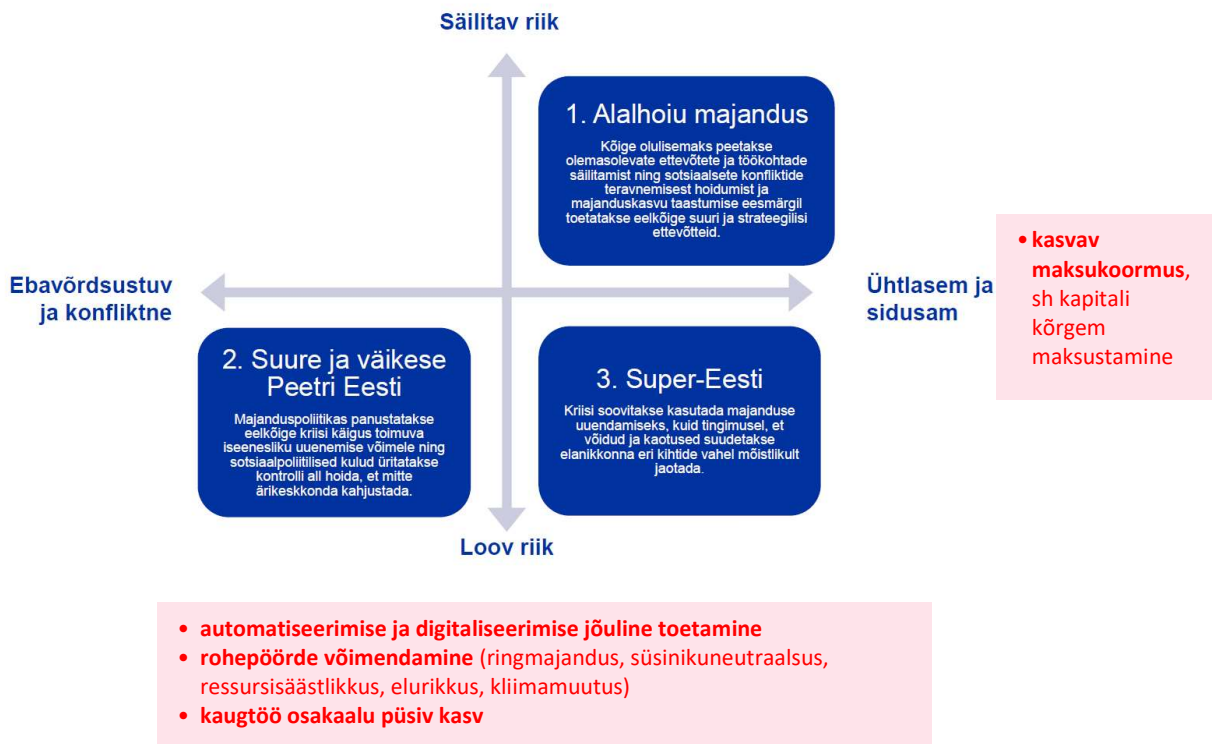 Säilitav riik
1. Alalhoiu majandus
Kõige olulisemaks peetakse
olemasolevate ettevõtete ja töökohtade
säilitamist ning sotsiaalsete konfliktide
teravnemisest hoidumist ja
majanduskasvu taastumise eesmärgil
toetatakse eelkõige suuri ja strateegilisi
ettevõtteid.
• kasvav
maksukoormus,
sh kapitali
kõrgem
maksustamine
Ebavõrdsustuv
ja konfliktne
Ühtlasem ja
sidusam
2. Suure ja väikese
Peetri Eesti
Majanduspoliitikas panustatakse
eelkõige kriisi käigus toimuva
iseenesliku uuenemise võimele ning
sotsiaalpoliitilised kulud üritatakse
kontrolli all hoida, et mitte
ärikeskkonda kahjustada.
3. Super-Eesti
Kriisi soovitakse kasutada majanduse
uuendamiseks, kuid tingimusel, et
võidud ja kaotused suudetakse
elanikkonna eri kihtide vahel mõistlikult
jaotada.
Loov riik
• automatiseerimise ja digitaliseerimise jõuline toetamine
• rohepöörde võimendamine (ringmajandus, süsinikuneutraalsus,
ressursisäästlikkus, elurikkus, kliimamuutus)
• kaugtöö osakaalu püsiv kasv